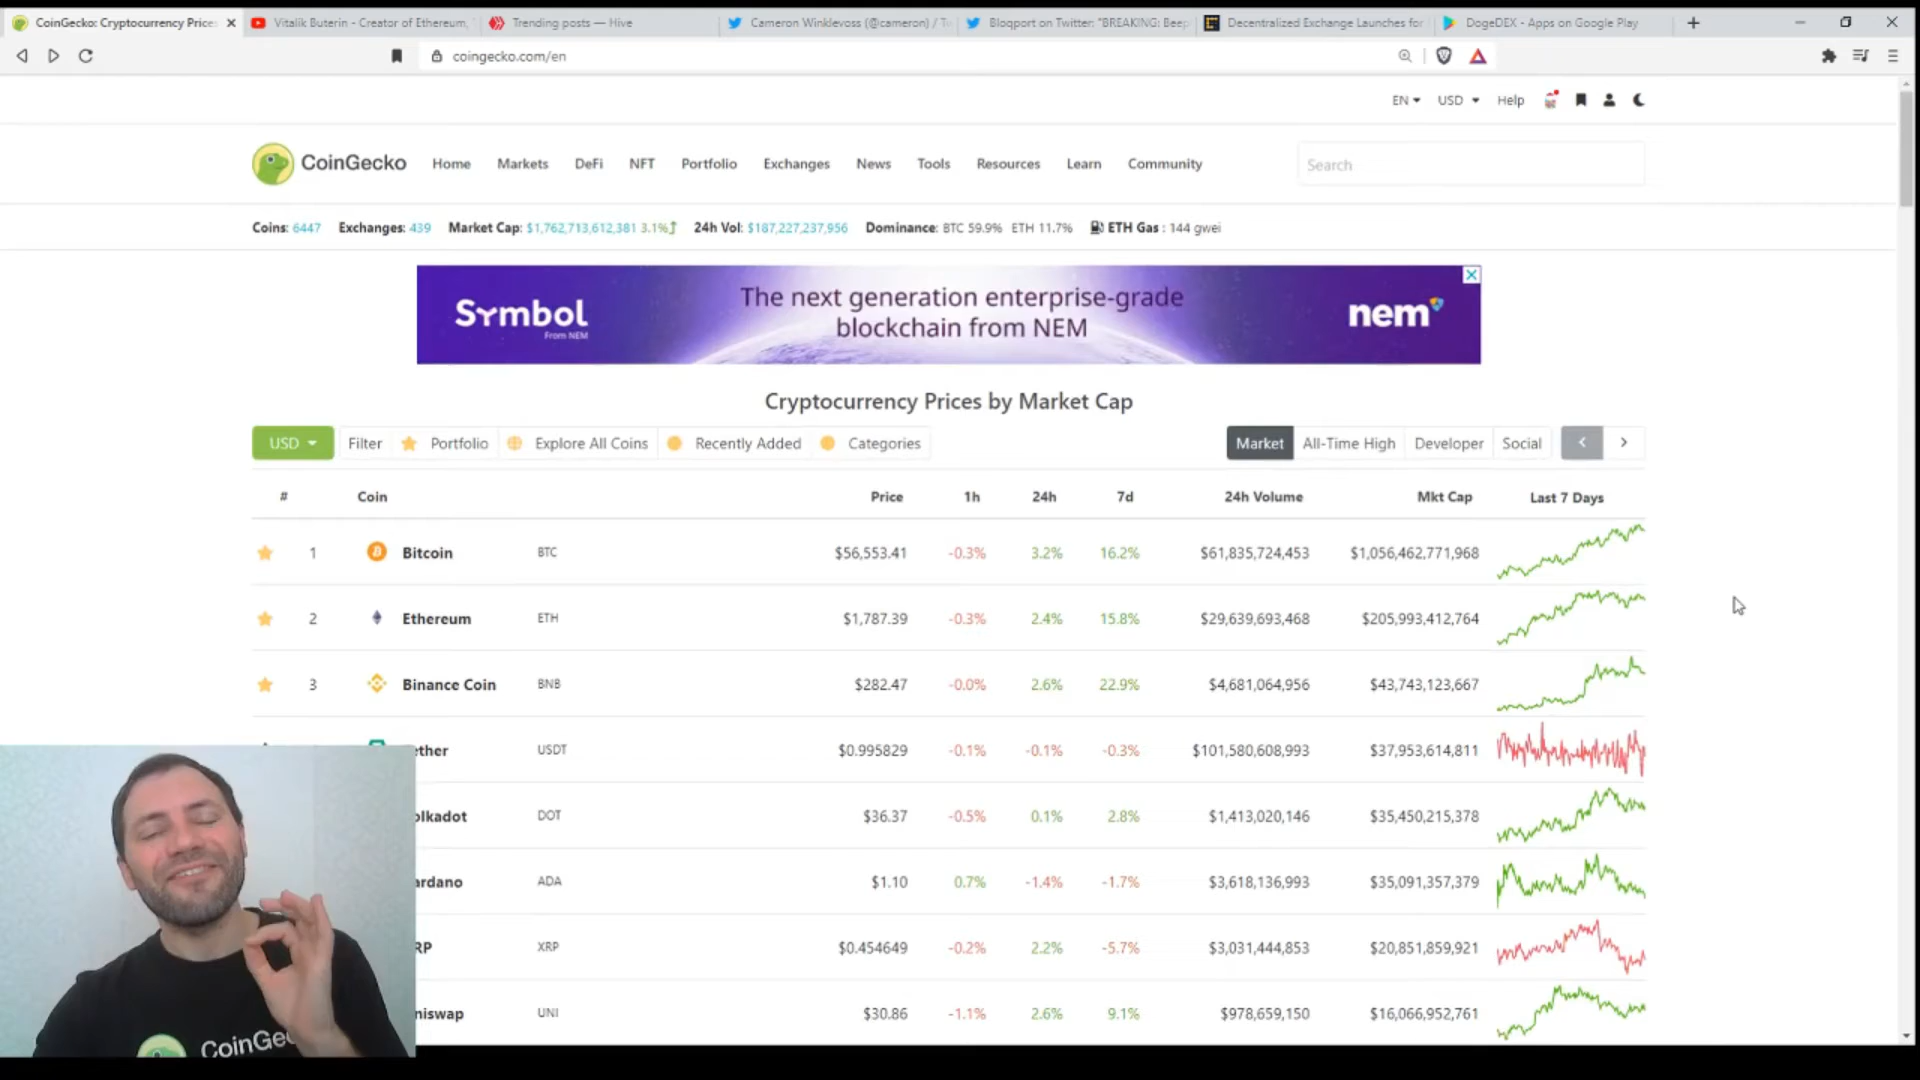 CoinGecko: Cryptocurrency Prices
Vitalik Buterin - Creator of Ethereum,
Trending posts — Hive
Cameron Winklevoss (@cameron) / Tw
Bloqport on Twitter: "BREAKING: Beep
Decentralized Exchange Launches for
DogeDEX - Apps on Google Play
coingecko.com/en
EN USD Help
CoinGecko Home Markets DeFi NFT Portfolio Exchanges News Tools Resources Learn Community Search
Coins: 6447 Exchanges: 439 Market Cap: $1,762,713,612,381 3.1% 24h Vol: $187,227,237,956 Dominance: BTC 59.9% ETH 11.7% ETH Gas : 144 gwei
Symbol
From NEM
The next generation enterprise-grade
blockchain from NEM
nem
Cryptocurrency Prices by Market Cap
USD Filter Portfolio Explore All Coins Recently Added Categories Market All-Time High Developer Social
# Coin Price 1h 24h 7d 24h Volume Mkt Cap Last 7 Days
1 Bitcoin BTC $56,553.41 -0.3% 3.2% 16.2% $61,835,724,453 $1,056,462,771,968
2 Ethereum ETH $1,787.39 -0.3% 2.4% 15.8% $29,639,693,468 $205,993,412,764
3 Binance Coin BNB $282.47 -0.0% 2.6% 22.9% $4,681,064,956 $43,743,123,667
ether USDT $0.995829 -0.1% -0.1% -0.3% $101,580,608,993 $37,953,614,811
olkadot DOT $36.37 -0.5% 0.1% 2.8% $1,413,020,146 $35,450,215,378
ardano ADA $1.10 0.7% -1.4% -1.7% $3,618,136,993 $35,091,357,379
RP XRP $0.454649 -0.2% 2.2% -5.7% $3,031,444,853 $20,851,859,921
niswap UNI $30.86 -1.1% 2.6% 9.1% $978,659,150 $16,066,952,761
CoinGe